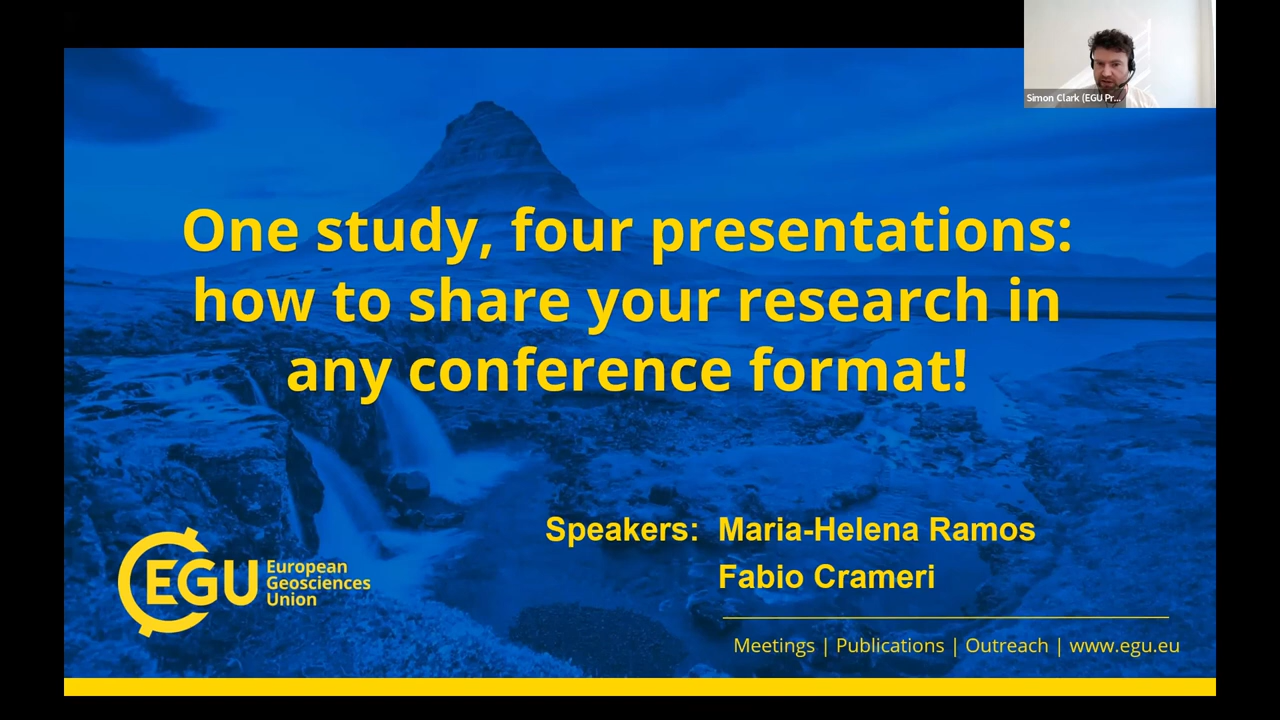 Simon Clark (EGU Pr...
One study, four presentations:
how to share your research in
any conference format!
Speakers: Maria-Helena Ramos
Fabio Crameri
EGU
European
Geosciences
Union
Meetings | Publications | Outreach | www.egu.eu